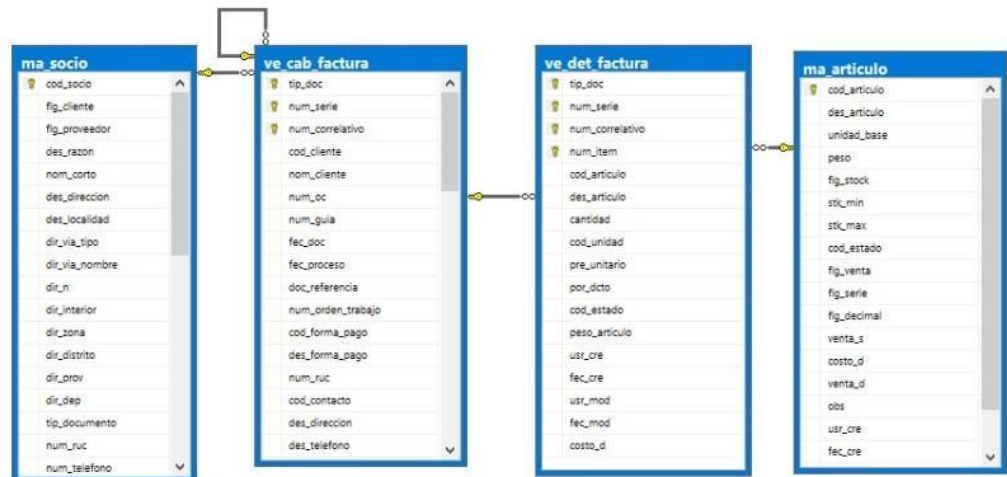 ma_socio
cod_socio
flg_cliente
flg_proveedor
des_razon
nom_corto
des_direccion
des_localidad
dir_via_tipo
dir_via_nombre
dir_n
dir_interior
dir_zona
dir_distrito
dir_prov
dir_dep
tip_documento
num_ruc
num_telefono
ve_cab_factura
tip_doc
num_serie
num_correlativo
cod_cliente
nom_cliente
num_oc
num_guia
fec_doc
fec_proceso
doc_referencia
num_orden_trabajo
cod_forma_pago
des_forma_pago
num_ruc
cod_contacto
des_direccion
des_telefono
ve_det_factura
tip_doc
num_serie
num_correlativo
num_item
cod_articulo
des_articulo
cantidad
cod_unidad
pre_unitario
por_dcto
cod_estado
peso_articulo
usr_cre
fec_cre
usr_mod
fec_mod
costo_d
ma_articulo
cod_articulo
des_articulo
unidad_base
peso
flg_stock
stk_min
stk_max
cod_estado
flg_venta
flg_serie
flg_decimal
venta_s
costo_d
venta_d
obs
usr_cre
fec_cre